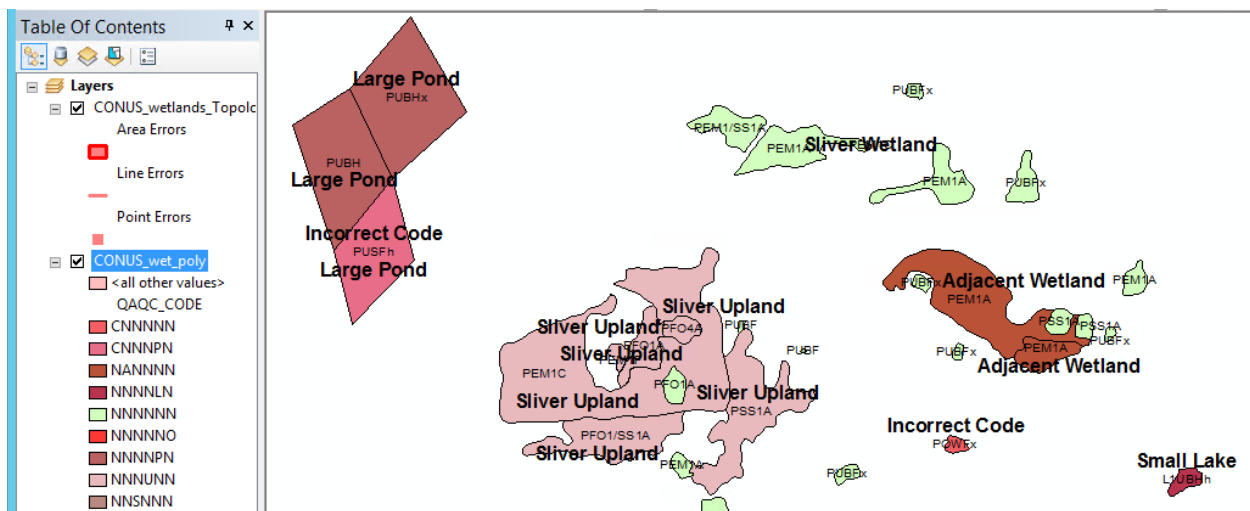 Table Of Contents
Layers
CONUS_wetlands_Topolc
Area Errors
Line Errors
Point Errors
CONUS_wet_poly
<all other values>
QAQC_CODE
CNNNNN
CNNNPN
NANNNN
NNNNLN
NNNNNN
NNNNNO
NNNNPN
NNNUNN
NNSNNN
Large Pond
PUBHx
PUBH
Large Pond
Incorrect Code
PUSFh
Large Pond
PUBFx
PEM1/SS1A
PEM1A
Sliver Wetland
PEM1A
PUBFx
Adjacent Wetland
PUBFx
PEM1A
PEM1A
PSS1A
PSS1A
PUBFx
PUBFx
PEM1A
Adjacent Wetland
Sliver Upland
Sliver Upland
PFO4A
PUBF
PFO1A
Sliver Upland
PUBF
PEM1C
PFO1A
Sliver Upland
Sliver Upland
PSS1A
PFO1/SS1A
Sliver Upland
PEM1A
Incorrect Code
POWFx
PUBFx
Small Lake
L1UBHh